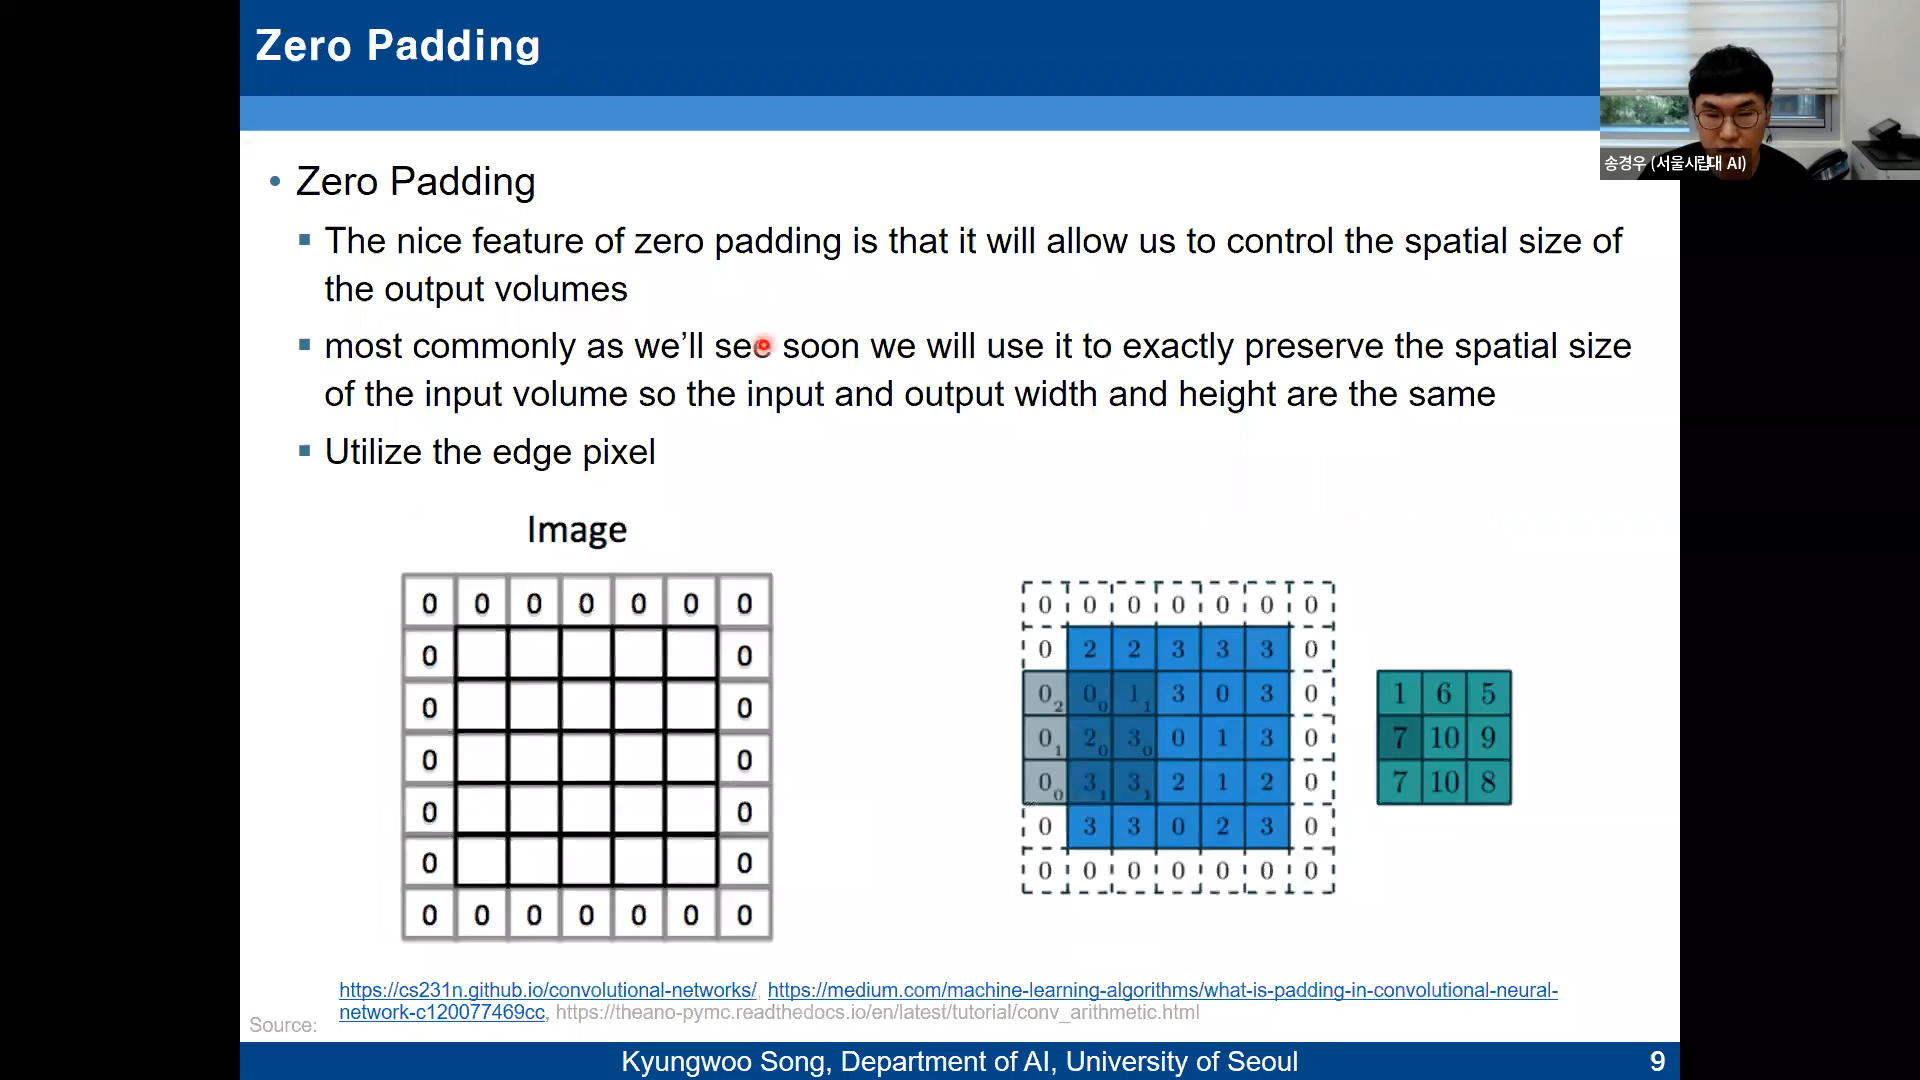 Zero Padding
송경우 (서울시립대 AI)
• Zero Padding
▪ The nice feature of zero padding is that it will allow us to control the spatial size of
the output volumes
▪ most commonly as we’ll see soon we will use it to exactly preserve the spatial size
of the input volume so the input and output width and height are the same
▪ Utilize the edge pixel
Image
0 0 0 0 0 0 0
0 0
0 0
0 0
0 0
0 0
0 0 0 0 0 0 0
0 0 0 0 0 0 0
0 2 2 3 3 3 0
0₂ 0₀ 1₁ 3 0 3 0
0₁ 2₀ 3₀ 0 1 3 0
0₀ 3₁ 3₁ 2 1 2 0
0 3 3 0 2 3 0
0 0 0 0 0 0 0
1 6 5
7 10 9
7 10 8
https://cs231n.github.io/convolutional-networks/, https://medium.com/machine-learning-algorithms/what-is-padding-in-convolutional-neural-
network-c120077469cc, https://theano-pymc.readthedocs.io/en/latest/tutorial/conv_arithmetic.html
Source:
Kyungwoo Song, Department of AI, University of Seoul
9